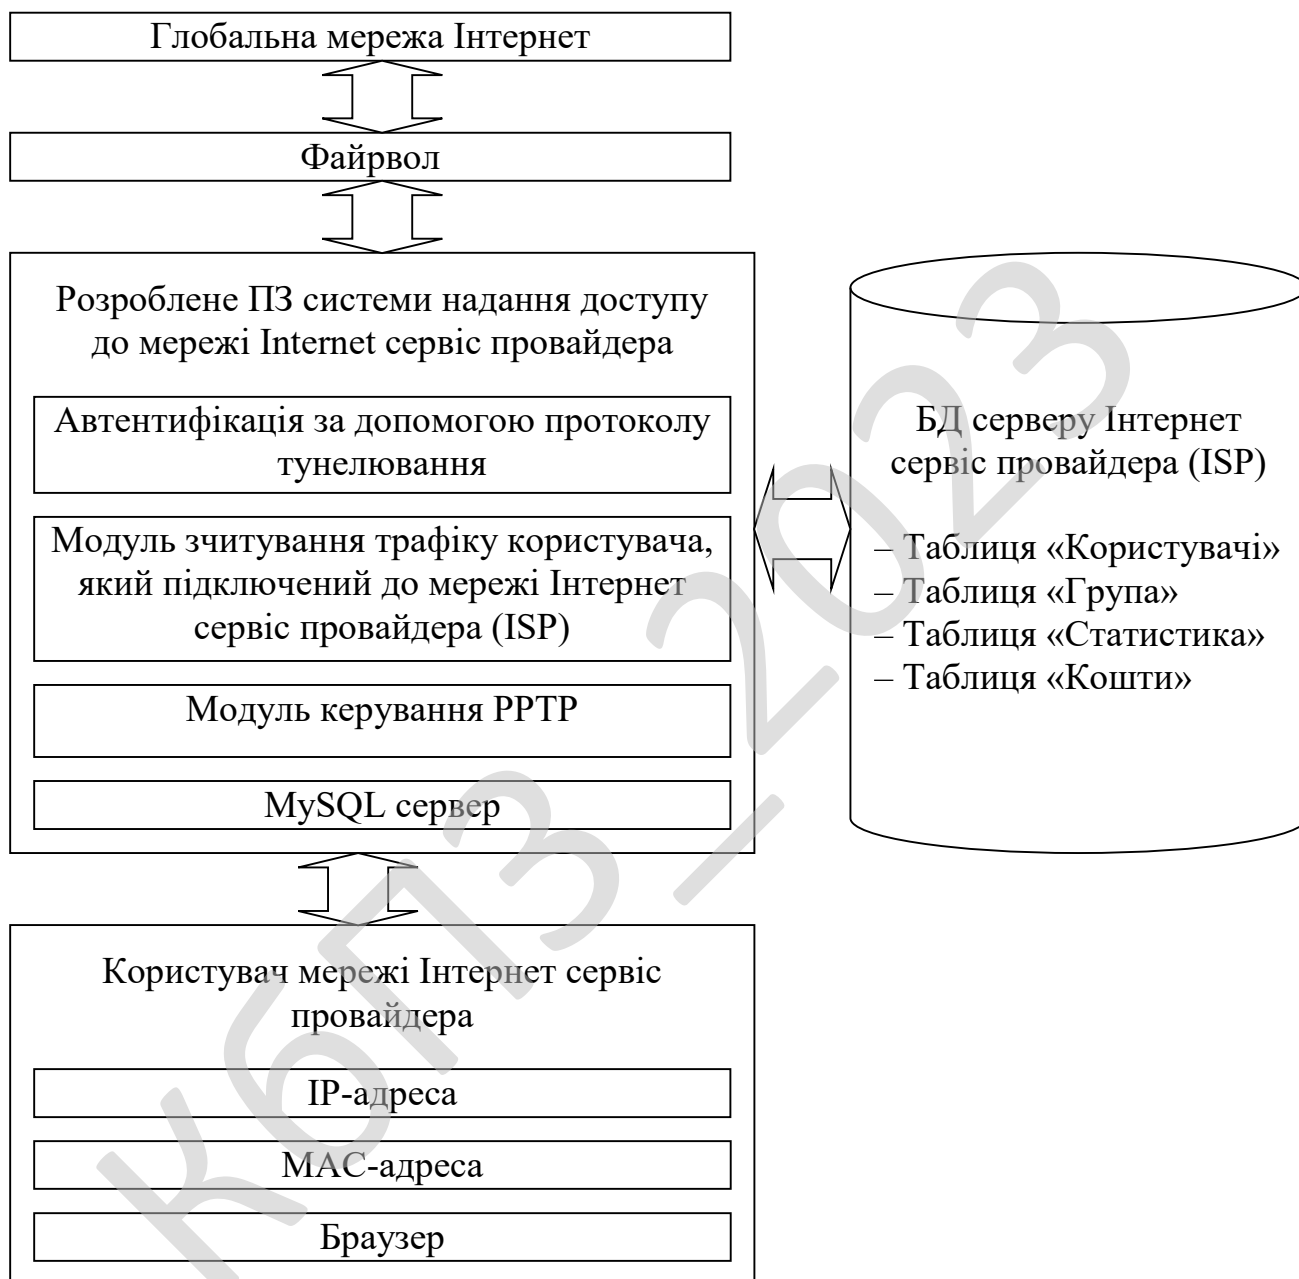 Глобальна мережа Інтернет
Файрвол
Розроблене ПЗ системи надання доступу
до мережі Internet сервіс провайдера
Автентифікація за допомогою протоколу
тунелювання
Модуль зчитування трафіку користувача,
який підключений до мережі Інтернет
сервіс провайдера (ISP)
Модуль керування PPTP
MySQL сервер
БД серверу Інтернет
сервіс провайдера (ISP)
– Таблиця «Користувачі»
– Таблиця «Група»
– Таблиця «Статистика»
– Таблиця «Кошти»
Користувач мережі Інтернет сервіс
провайдера
IP-адреса
MAC-адреса
Браузер
КбПЗ_2023